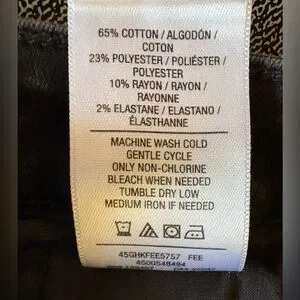 65% COTTON / ALGODÓN /
COTON
23% POLYESTER / POLIÉSTER /
POLYESTER
10% RAYON / RAYON /
RAYONNE
2% ELASTANE / ELASTANO /
ÉLASTHANNE
MACHINE WASH COLD
GENTLE CYCLE
ONLY NON-CHLORINE
BLEACH WHEN NEEDED
TUMBLE DRY LOW
MEDIUM IRON IF NEEDED
45GHKFEE5757 FEE
4500548484